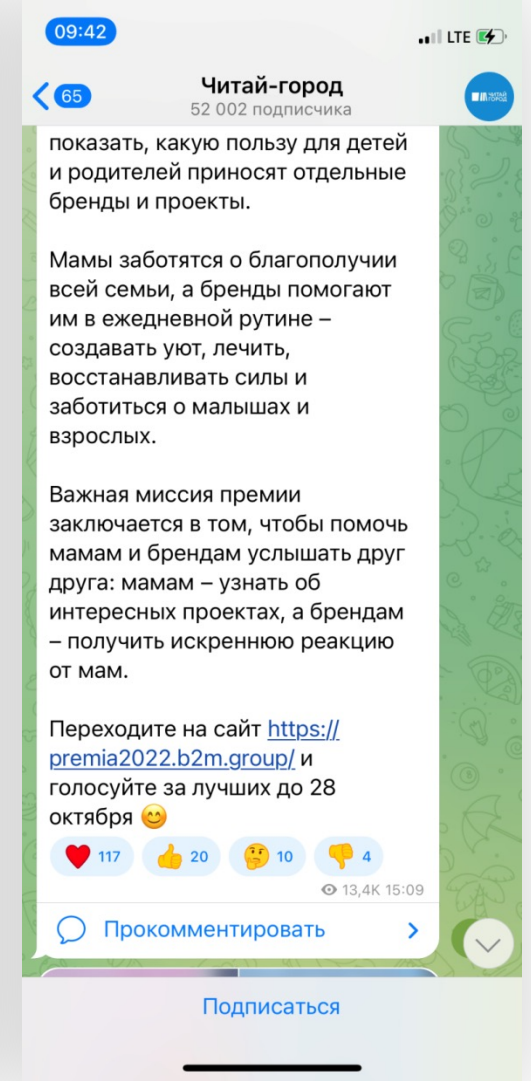 09:42
LTE
65
Читай-город
52 002 подписчика
ЧИТАЙ
ГОРОД
показать, какую пользу для детей
и родителей приносят отдельные
бренды и проекты.
Мамы заботятся о благополучии
всей семьи, а бренды помогают
им в ежедневной рутине –
создавать уют, лечить,
восстанавливать силы и
заботиться о малышах и
взрослых.
Важная миссия премии
заключается в том, чтобы помочь
мамам и брендам услышать друг
друга: мамам – узнать об
интересных проектах, а брендам
– получить искреннюю реакцию
от мам.
Переходите на сайт https://
premia2022.b2m.group/ и
голосуйте за лучших до 28
октября 😊
❤️ 117 👍 20 🤔 10 👎 4
13,4K 15:09
Прокомментировать
Подписаться